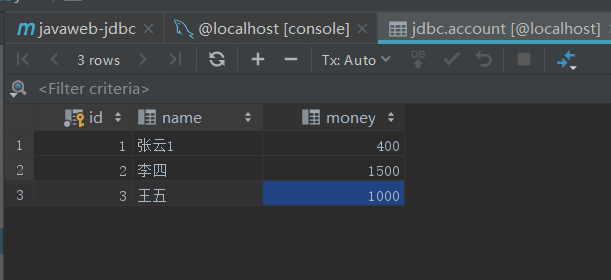 m javaweb-jdbc × @localhost [console] × jdbc.account [@localhost]
3 rows Tx: Auto DB
<Filter criteria>
id name money
1 1 张云1 400
2 2 李四 1500
3 3 王五 1000